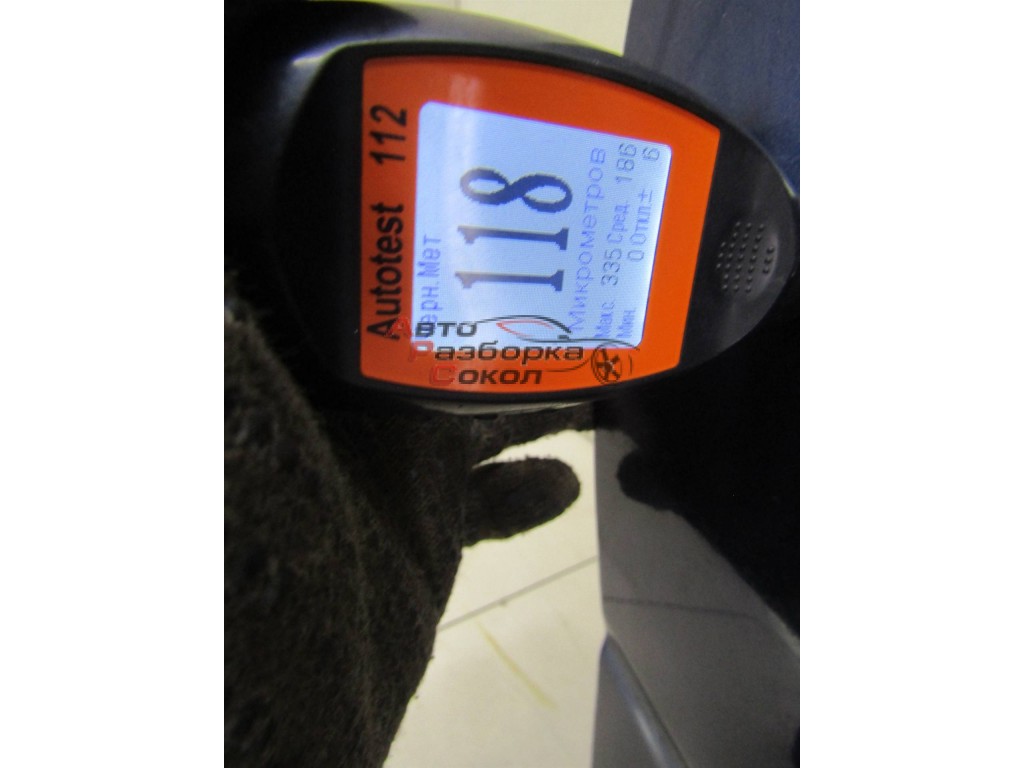 Autotest 112
Черн.Мет
118
Микрометров
Макс. 335 Сред. 186
Мин. 0 Откл.± 6
Авто
Разборка
Сокол